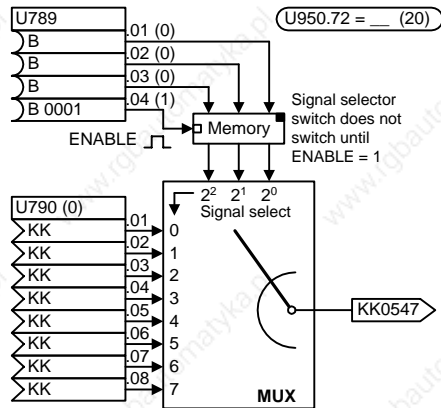 U789
U950.72 = __ (20)
B .01 (0)
B .02 (0)
B .03 (0)
B 0001 .04 (1)
ENABLE
Memory
Signal selector
switch does not
switch until
ENABLE = 1
2² 2¹ 2⁰
Signal select
U790 (0)
KK .01 0
KK .02 1
KK .03 2
KK .04 3
KK .05 4
KK .06 5
KK .07 6
KK .08 7
KK0547
MUX
www.rgbautomatyka.pl